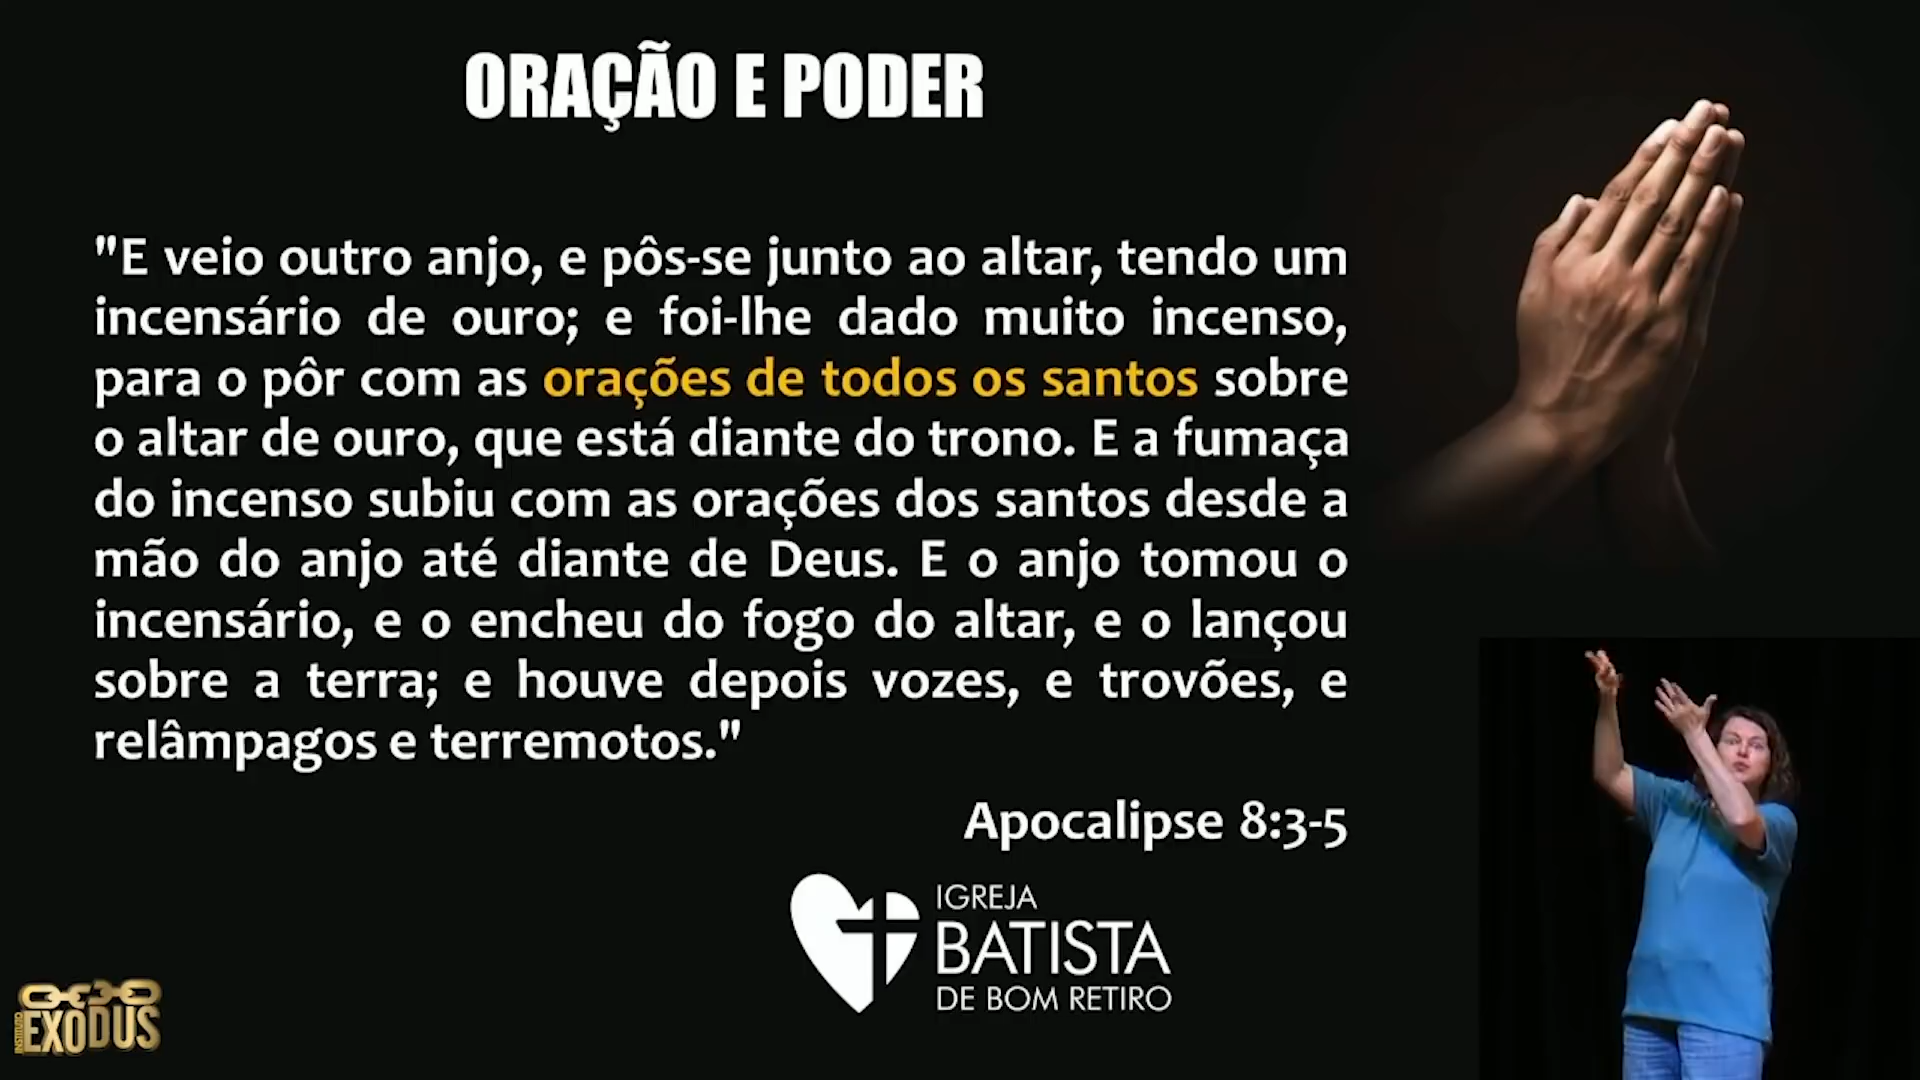 ORAÇÃO E PODER
"E veio outro anjo, e pôs-se junto ao altar, tendo um
incensário de ouro; e foi-lhe dado muito incenso,
para o pôr com as orações de todos os santos sobre
o altar de ouro, que está diante do trono. E a fumaça
do incenso subiu com as orações dos santos desde a
mão do anjo até diante de Deus. E o anjo tomou o
incensário, e o encheu do fogo do altar, e o lançou
sobre a terra; e houve depois vozes, e trovões, e
relâmpagos e terremotos."
Apocalipse 8:3-5
IGREJA
BATISTA
DE BOM RETIRO
INSTITUTO
EXODUS